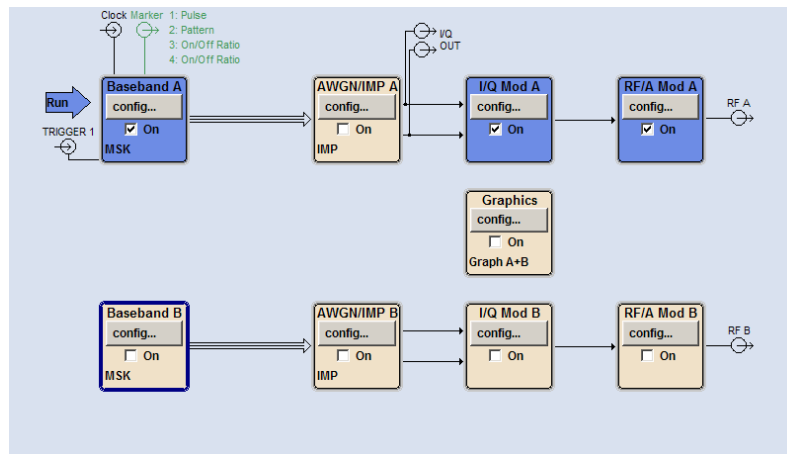 Clock Marker 1: Pulse
2: Pattern
3: On/Off Ratio
4: On/Off Ratio
I/Q
OUT
Run
TRIGGER 1
Baseband A
config...
On
MSK
AWGN/IMP A
config...
On
IMP
I/Q Mod A
config...
On
RF/A Mod A
config...
On
RF A
Graphics
config...
On
Graph A+B
Baseband B
config...
On
MSK
AWGN/IMP B
config...
On
IMP
I/Q Mod B
config...
On
RF/A Mod B
config...
On
RF B